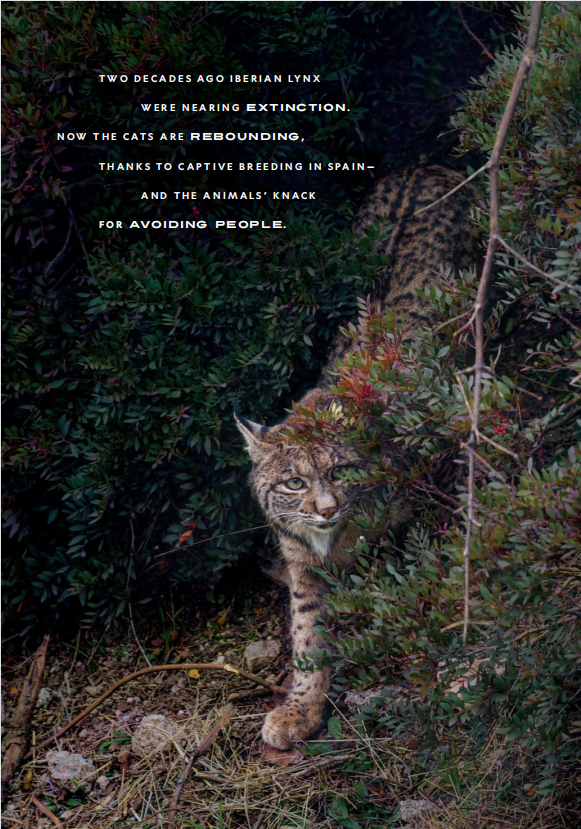 TWO DECADES AGO IBERIAN LYNX
WERE NEARING EXTINCTION.
NOW THE CATS ARE REBOUNDING,
THANKS TO CAPTIVE BREEDING IN SPAIN—
AND THE ANIMALS' KNACK
FOR AVOIDING PEOPLE.